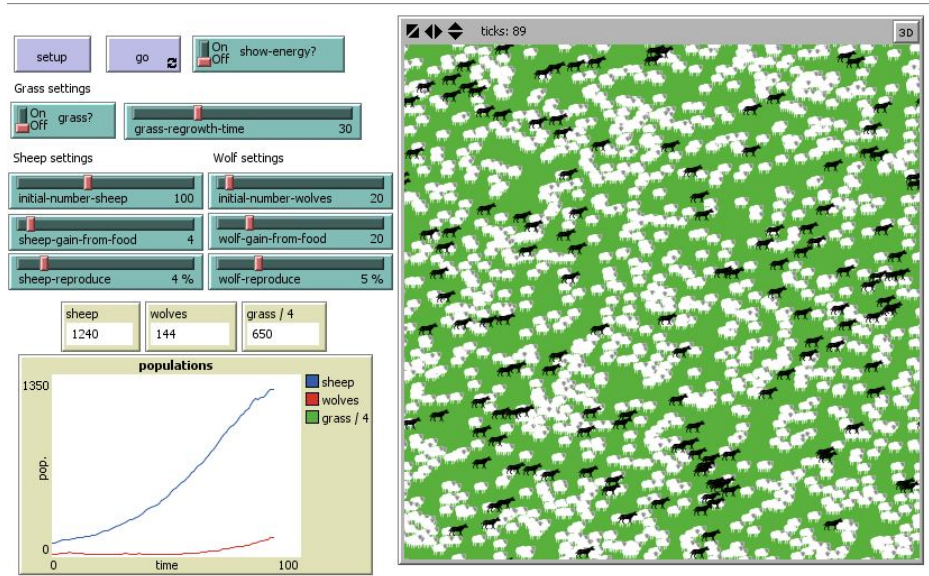 setup
go
On
Off
show-energy?
ticks: 89
3D
Grass settings
On
Off
grass?
grass-regrowth-time 30
Sheep settings
Wolf settings
initial-number-sheep 100
initial-number-wolves 20
sheep-gain-from-food 4
wolf-gain-from-food 20
sheep-reproduce 4 %
wolf-reproduce 5 %
sheep
1240
wolves
144
grass / 4
650
populations
1350
pop.
0
0
time
100
sheep
wolves
grass / 4